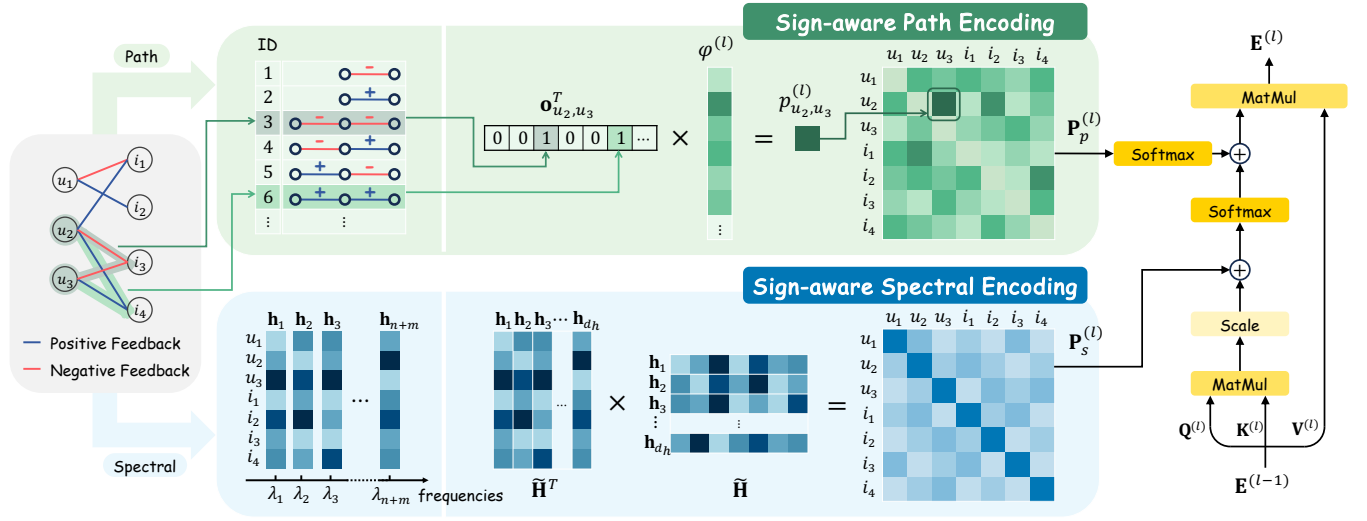 Sign-aware Path Encoding
Path
ID
1
2
3
4
5
6
⋮
-
+
- -
- +
+ -
+ +
⋮
𝐨ᵀ_{u₂,u₃}
0 0 1 0 0 1 ...
×
φ^{(l)}
⋮
=
p^{(l)}_{u₂,u₃}
u₁ u₂ u₃ i₁ i₂ i₃ i₄
u₁
u₂
u₃
i₁
i₂
i₃
i₄
𝐏_p^{(l)}
u₁
u₂
u₃
i₁
i₂
i₃
i₄
Positive Feedback
Negative Feedback
Spectral
Sign-aware Spectral Encoding
𝐡₁ 𝐡₂ 𝐡₃ 𝐡_{n+m}
u₁
u₂
u₃
i₁
i₂
i₃
i₄
...
λ₁ λ₂ λ₃ λ_{n+m} frequencies
𝐡₁ 𝐡₂ 𝐡₃ ⋯ 𝐡_{d_h}
...
H̃ᵀ
×
𝐡₁
𝐡₂
𝐡₃
⋮
𝐡_{d_h}
H̃
=
u₁ u₂ u₃ i₁ i₂ i₃ i₄
u₁
u₂
u₃
i₁
i₂
i₃
i₄
𝐏_s^{(l)}
𝐄^{(l)}
MatMul
Softmax
+
Softmax
+
Scale
MatMul
𝐐^{(l)} 𝐊^{(l)} 𝐕^{(l)}
𝐄^{(l-1)}